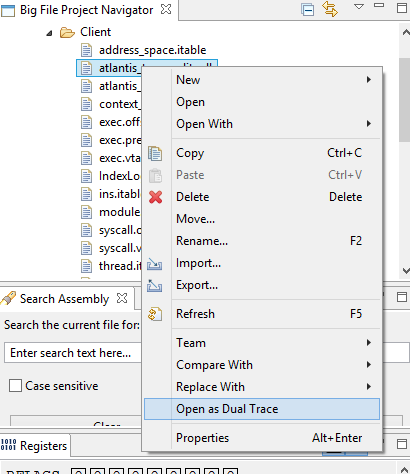 Big File Project Navigator
Client
address_space.itable
atlantis_
atlantis_
context_
exec.off
exec.pre
exec.vta
IndexLo
ins.itabl
module
syscall.c
syscall.v
thread.it
New
Open
Open With
Copy Ctrl+C
Paste Ctrl+V
Delete Delete
Move...
Rename... F2
Import...
Export...
Refresh F5
Team
Compare With
Replace With
Open as Dual Trace
Properties Alt+Enter
Search Assembly
Search the current file for:
Enter search text here...
Case sensitive
Registers